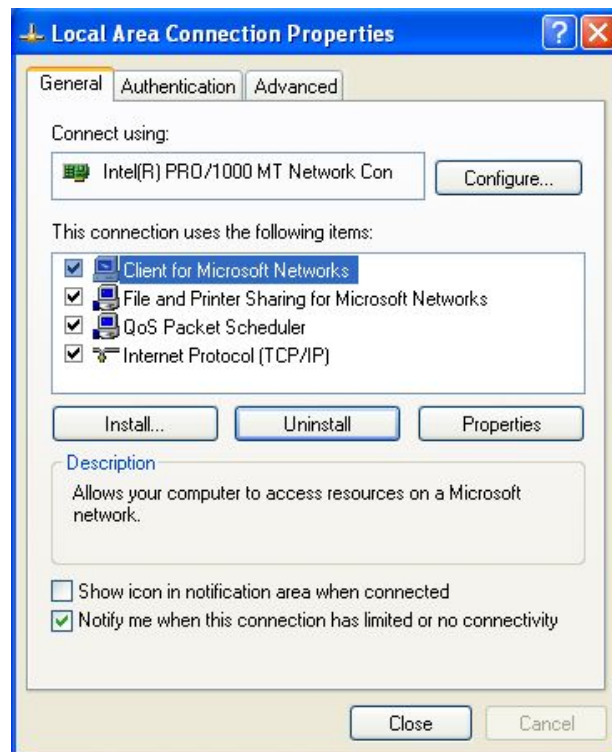 Local Area Connection Properties
General Authentication Advanced
Connect using:
Intel(R) PRO/1000 MT Network Con
Configure...
This connection uses the following items:
Client for Microsoft Networks
File and Printer Sharing for Microsoft Networks
QoS Packet Scheduler
Internet Protocol (TCP/IP)
Install... Uninstall Properties
Description
Allows your computer to access resources on a Microsoft
network.
Show icon in notification area when connected
Notify me when this connection has limited or no connectivity
Close Cancel